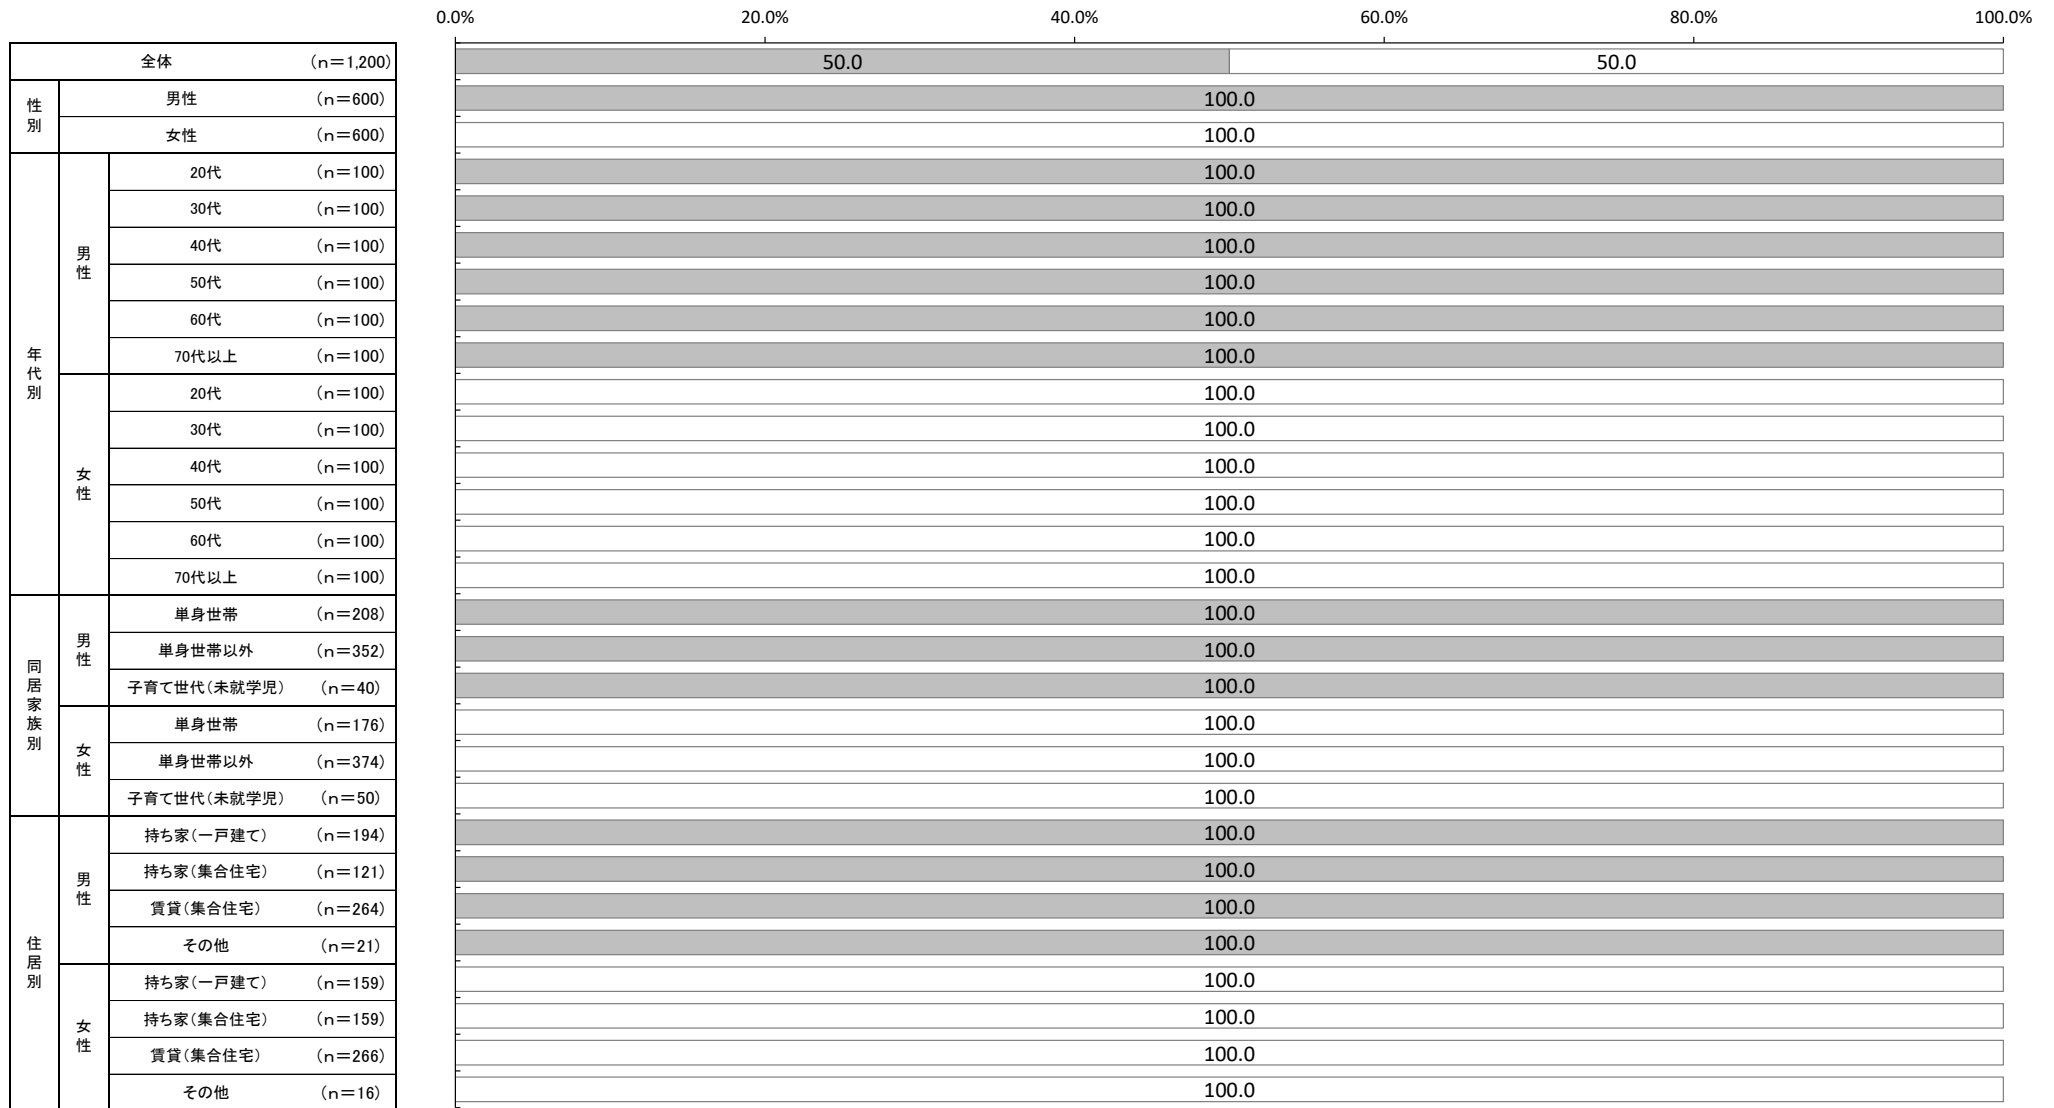 0.0% 20.0% 40.0% 60.0% 80.0% 100.0%
全体 (n=1,200) 50.0 50.0
性別
男性 (n=600) 100.0
女性 (n=600) 100.0
年代別
男性
20代 (n=100) 100.0
30代 (n=100) 100.0
40代 (n=100) 100.0
50代 (n=100) 100.0
60代 (n=100) 100.0
70代以上 (n=100) 100.0
女性
20代 (n=100) 100.0
30代 (n=100) 100.0
40代 (n=100) 100.0
50代 (n=100) 100.0
60代 (n=100) 100.0
70代以上 (n=100) 100.0
同居家族別
男性
単身世帯 (n=208) 100.0
単身世帯以外 (n=352) 100.0
子育て世代(未就学児) (n=40) 100.0
女性
単身世帯 (n=176) 100.0
単身世帯以外 (n=374) 100.0
子育て世代(未就学児) (n=50) 100.0
住居別
男性
持ち家(一戸建て) (n=194) 100.0
持ち家(集合住宅) (n=121) 100.0
賃貸(集合住宅) (n=264) 100.0
その他 (n=21) 100.0
女性
持ち家(一戸建て) (n=159) 100.0
持ち家(集合住宅) (n=159) 100.0
賃貸(集合住宅) (n=266) 100.0
その他 (n=16) 100.0